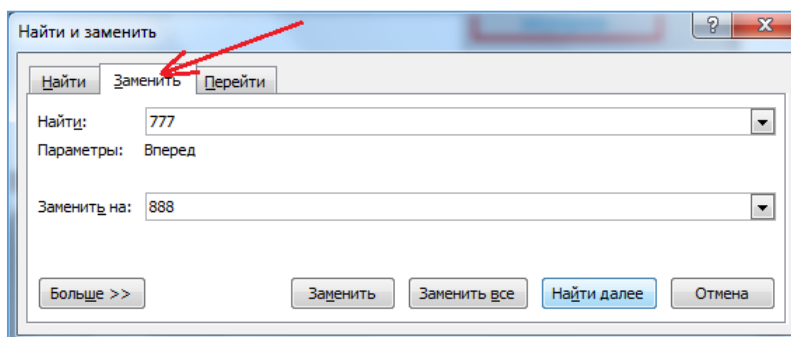 Найти и заменить
Найти Заменить Перейти
Найти: 777
Параметры: Вперед
Заменить на: 888
Больше >> Заменить Заменить все Найти далее Отмена